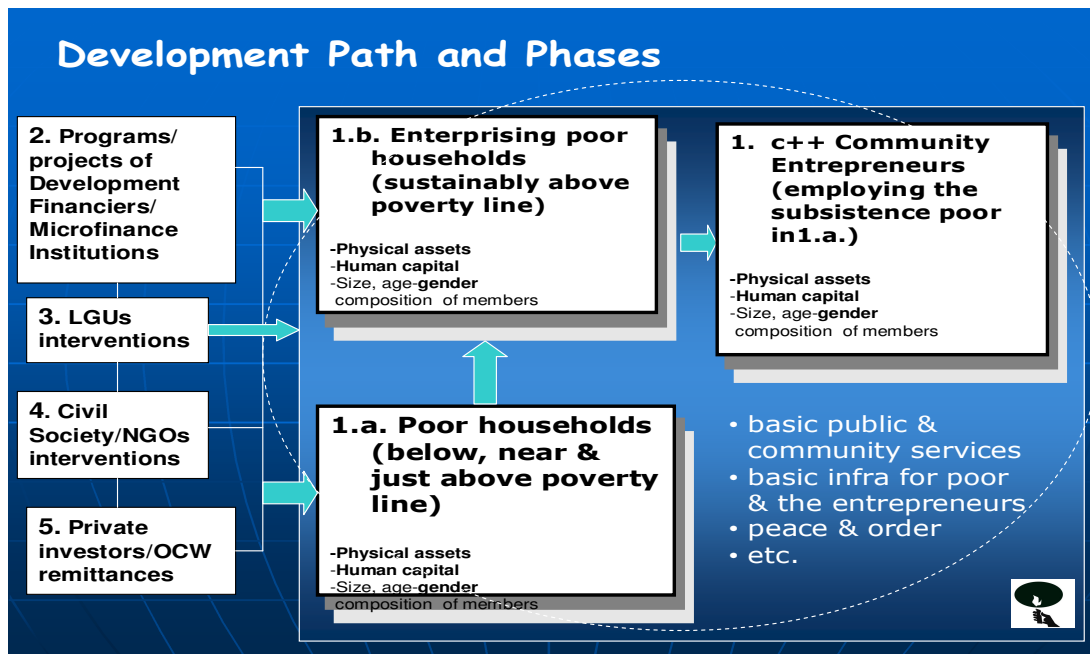 Development Path and Phases
2. Programs/
projects of
Development
Financiers/
Microfinance
Institutions
3. LGUs
interventions
4. Civil
Society/NGOs
interventions
5. Private
investors/OCW
remittances
1.b. Enterprising poor
households
(sustainably above
poverty line)
-Physical assets
-Human capital
-Size, age-gender
composition of members
1.a. Poor households
(below, near &
just above poverty
line)
-Physical assets
-Human capital
-Size, age-gender
composition of members
1. c++ Community
Entrepreneurs
(employing the
subsistence poor
in1.a.)
-Physical assets
-Human capital
-Size, age-gender
composition of members
• basic public &
community services
• basic infra for poor
& the entrepreneurs
• peace & order
• etc.